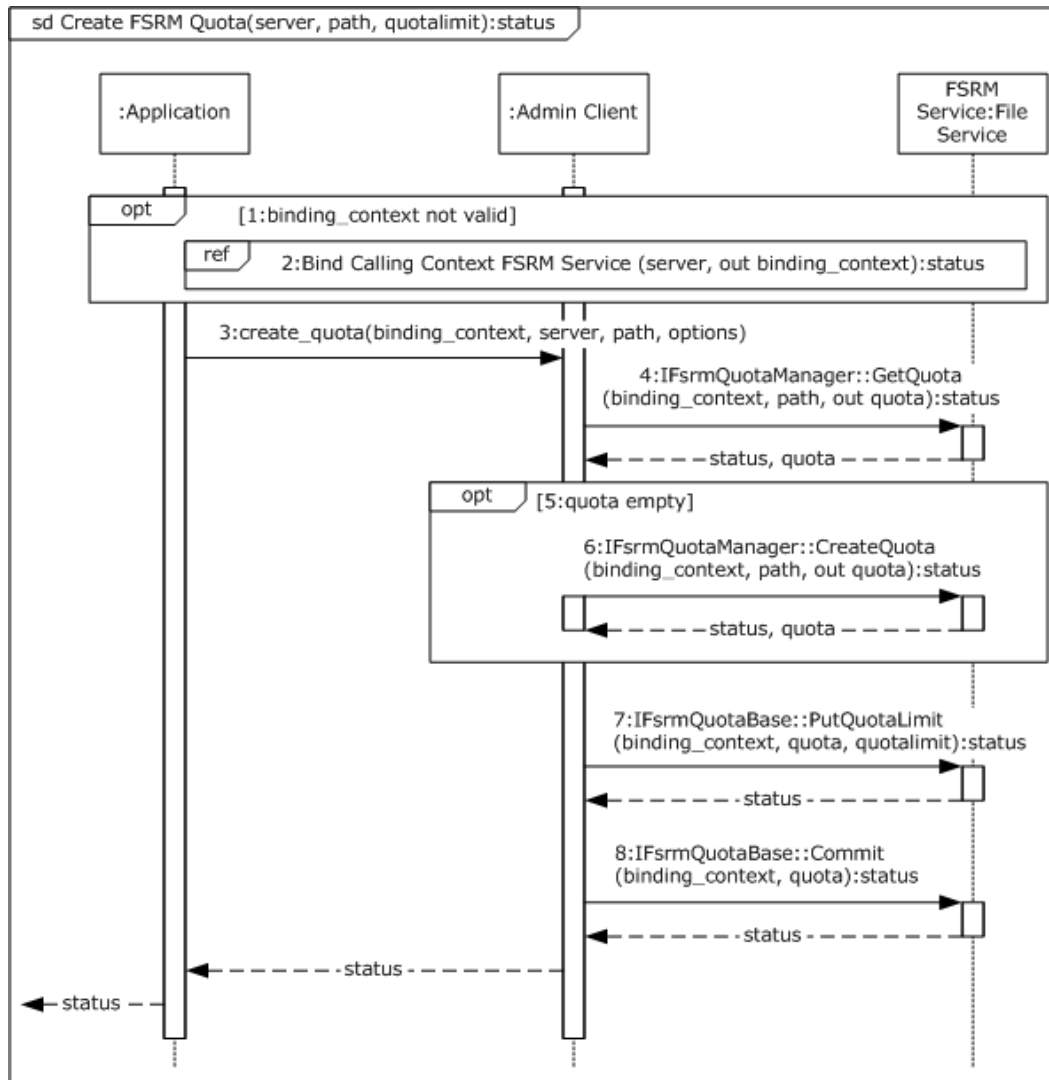 sd Create FSRM Quota(server, path, quotalimit):status
:Application
:Admin Client
FSRM
Service:File
Service
opt
[1:binding_context not valid]
ref
2:Bind Calling Context FSRM Service (server, out binding_context):status
3:create_quota(binding_context, server, path, options)
4:IFsrmQuotaManager::GetQuota
(binding_context, path, out quota):status
status, quota
opt
[5:quota empty]
6:IFsrmQuotaManager::CreateQuota
(binding_context, path, out quota):status
status, quota
7:IFsrmQuotaBase::PutQuotaLimit
(binding_context, quota, quotalimit):status
status
8:IFsrmQuotaBase::Commit
(binding_context, quota):status
status
status
status